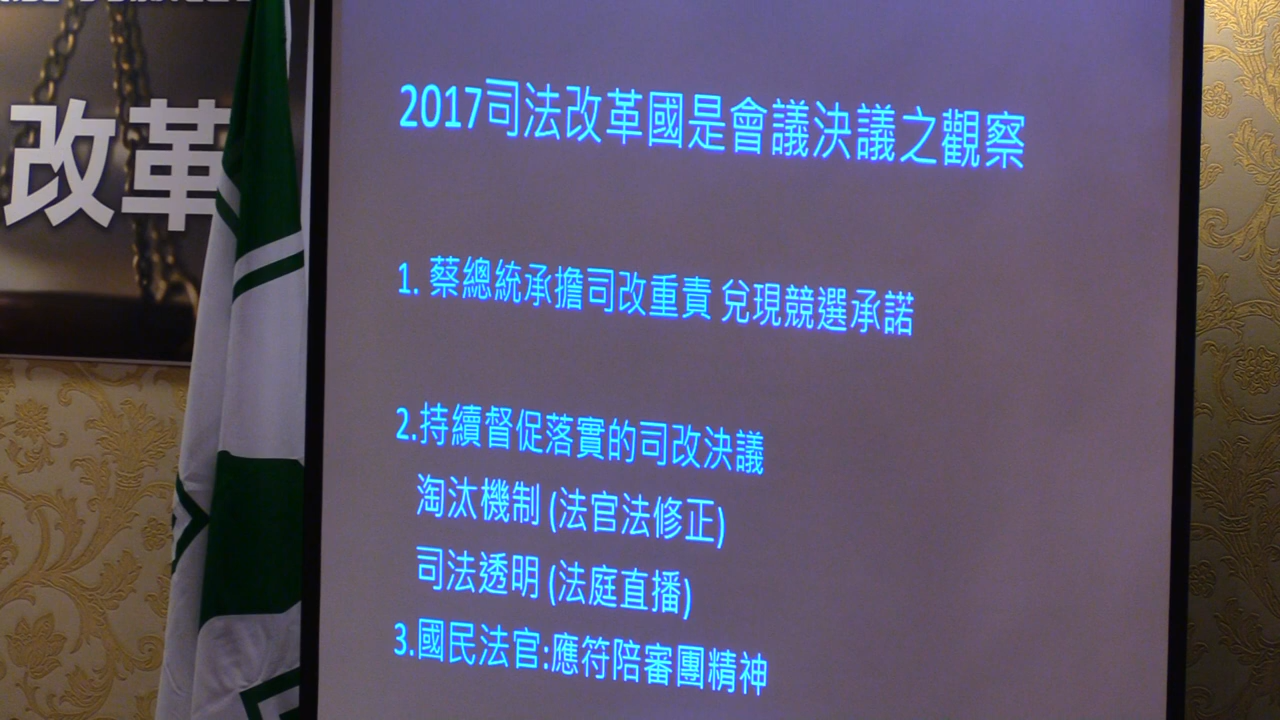 改革
2017司法改革國是會議決議之觀察
1. 蔡總統承擔司改重責 兌現競選承諾
2.持續督促落實的司改決議
淘汰機制 (法官法修正)
司法透明 (法庭直播)
3.國民法官:應符陪審團精神